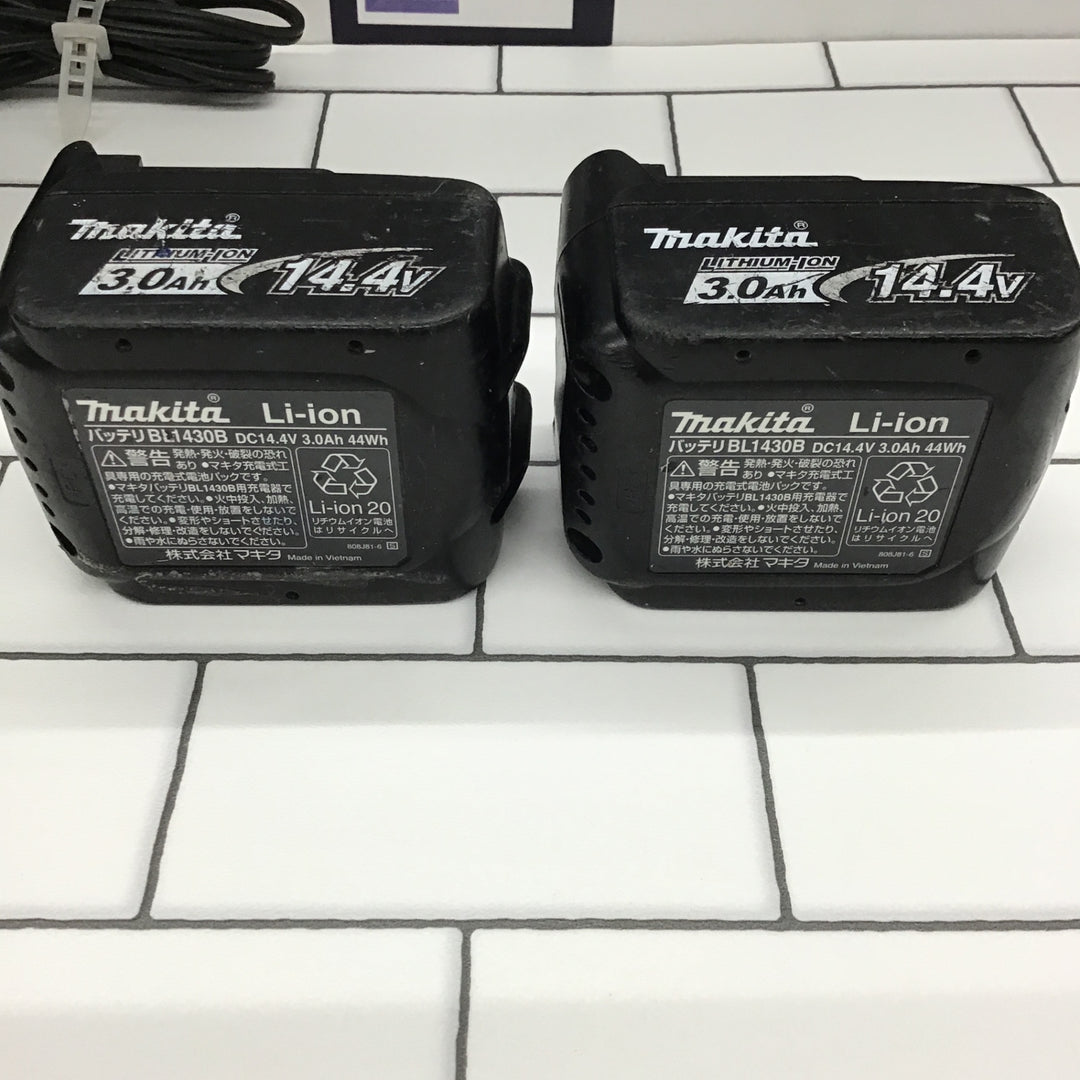 makita®
LITHIUM-ION
3.0Ah 14.4V
makita® Li-ion
バッテリBL1430B DC14.4V 3.0Ah 44Wh
警告 発熱・発火・破裂の恐れ
あり ●マキタ充電式工
具専用の充電式電池パックです。
●マキタバッテリBL1430B用充電器で
充電してください。●火中投入、加熱、
高温での充電・使用・放置をしないで
ください。●変形やショートさせたり、
分解・修理・改造をしないでください。
●雨や水にぬらさないでください。
Li-ion 20
リチウムイオン電池
はリサイクルへ
808J81-6
株式会社 マキタ Made in Vietnam
makita®
LITHIUM-ION
3.0Ah 14.4V
makita® Li-ion
バッテリBL1430B DC14.4V 3.0Ah 44Wh
警告 発熱・発火・破裂の恐れ
あり ●マキタ充電式工
具専用の充電式電池パックです。
●マキタバッテリBL1430B用充電器で
充電してください。●火中投入、加熱、
高温での充電・使用・放置をしないで
ください。●変形やショートさせたり、
分解・修理・改造をしないでください。
●雨や水にぬらさないでください。
Li-ion 20
リチウムイオン電池
はリサイクルへ
808J81-6
株式会社 マキタ Made in Vietnam